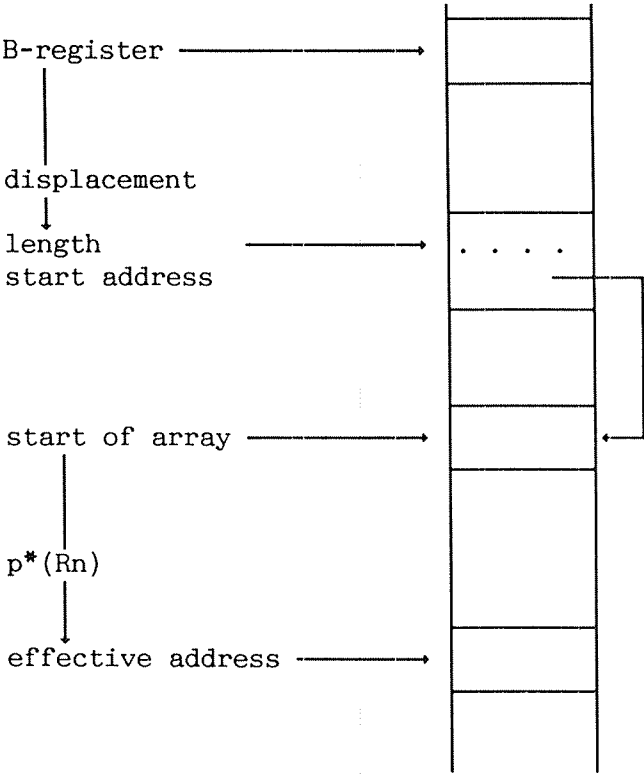 B-register
displacement
length
start address
. . . .
start of array
p*(Rn)
effective address